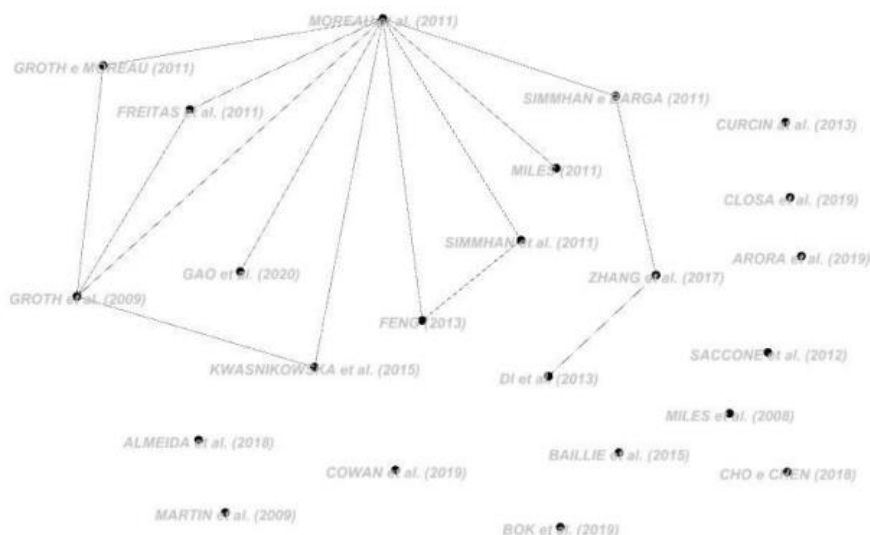 MOREAU et al. (2011)
GROTH e MOREAU (2011)
FREITAS et al. (2011)
SIMMHAN e BARGA (2011)
CURCIN et al. (2013)
MILES (2011)
CLOSA et al. (2019)
SIMMHAN et al. (2011)
ARORA et al. (2019)
GAO et al. (2020)
ZHANG et al. (2017)
GROTH et al. (2009)
FENG (2013)
SACCONE et al. (2012)
KWASNIKOWSKA et al. (2015)
DI et al. (2013)
MILES et al. (2008)
ALMEIDA et al. (2018)
BAILLIE et al. (2015)
COWAN et al. (2019)
CHO e CHEN (2018)
MARTIN et al. (2009)
BOK et al. (2019)